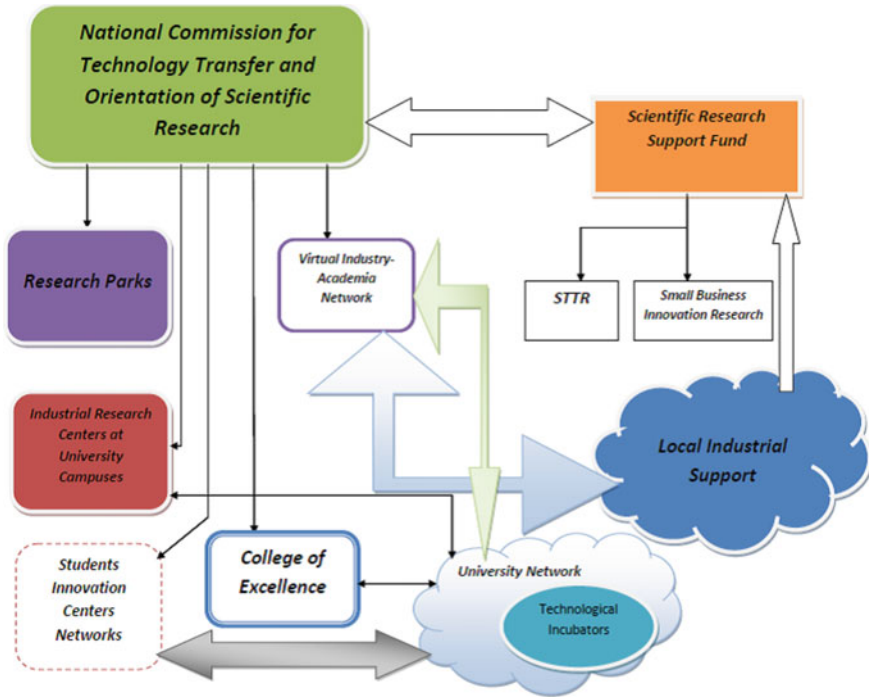 National Commission for
Technology Transfer and
Orientation of Scientific
Research
Scientific Research
Support Fund
Research Parks
Virtual Industry-
Academia
Network
STTR
Small Business
Innovation Research
Industrial Research
Centers at
University
Campuses
Local Industrial
Support
Students
Innovation
Centers
Networks
College of
Excellence
University Network
Technological
Incubators